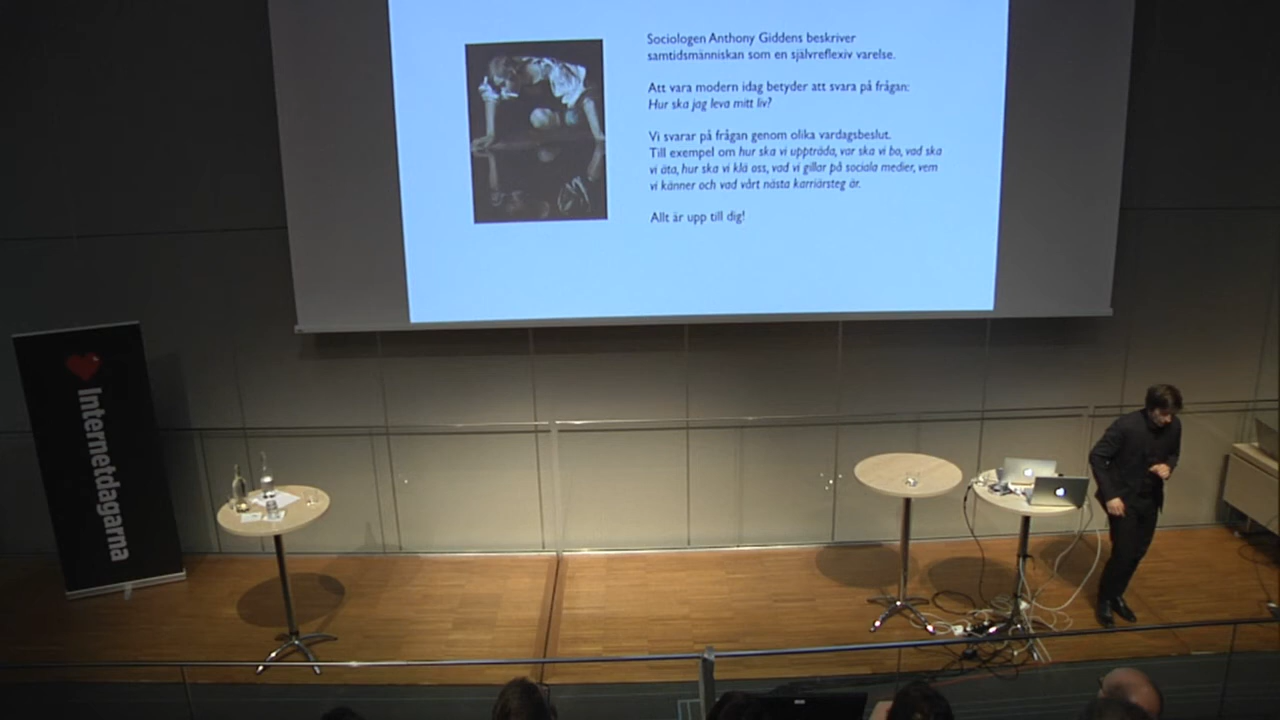 Sociologen Anthony Giddens beskriver
samtidsmänniskan som en självreflexiv varelse.
Att vara modern idag betyder att svara på frågan:
Hur ska jag leva mitt liv?
Vi svarar på frågan genom olika vardagsbeslut.
Till exempel om hur ska vi uppträda, var ska vi bo, vad ska
vi äta, hur ska vi klä oss, vad vi gillar på sociala medier, vem
vi känner och vad vårt nästa karriärsteg är.
Allt är upp till dig!
Internetdagarna